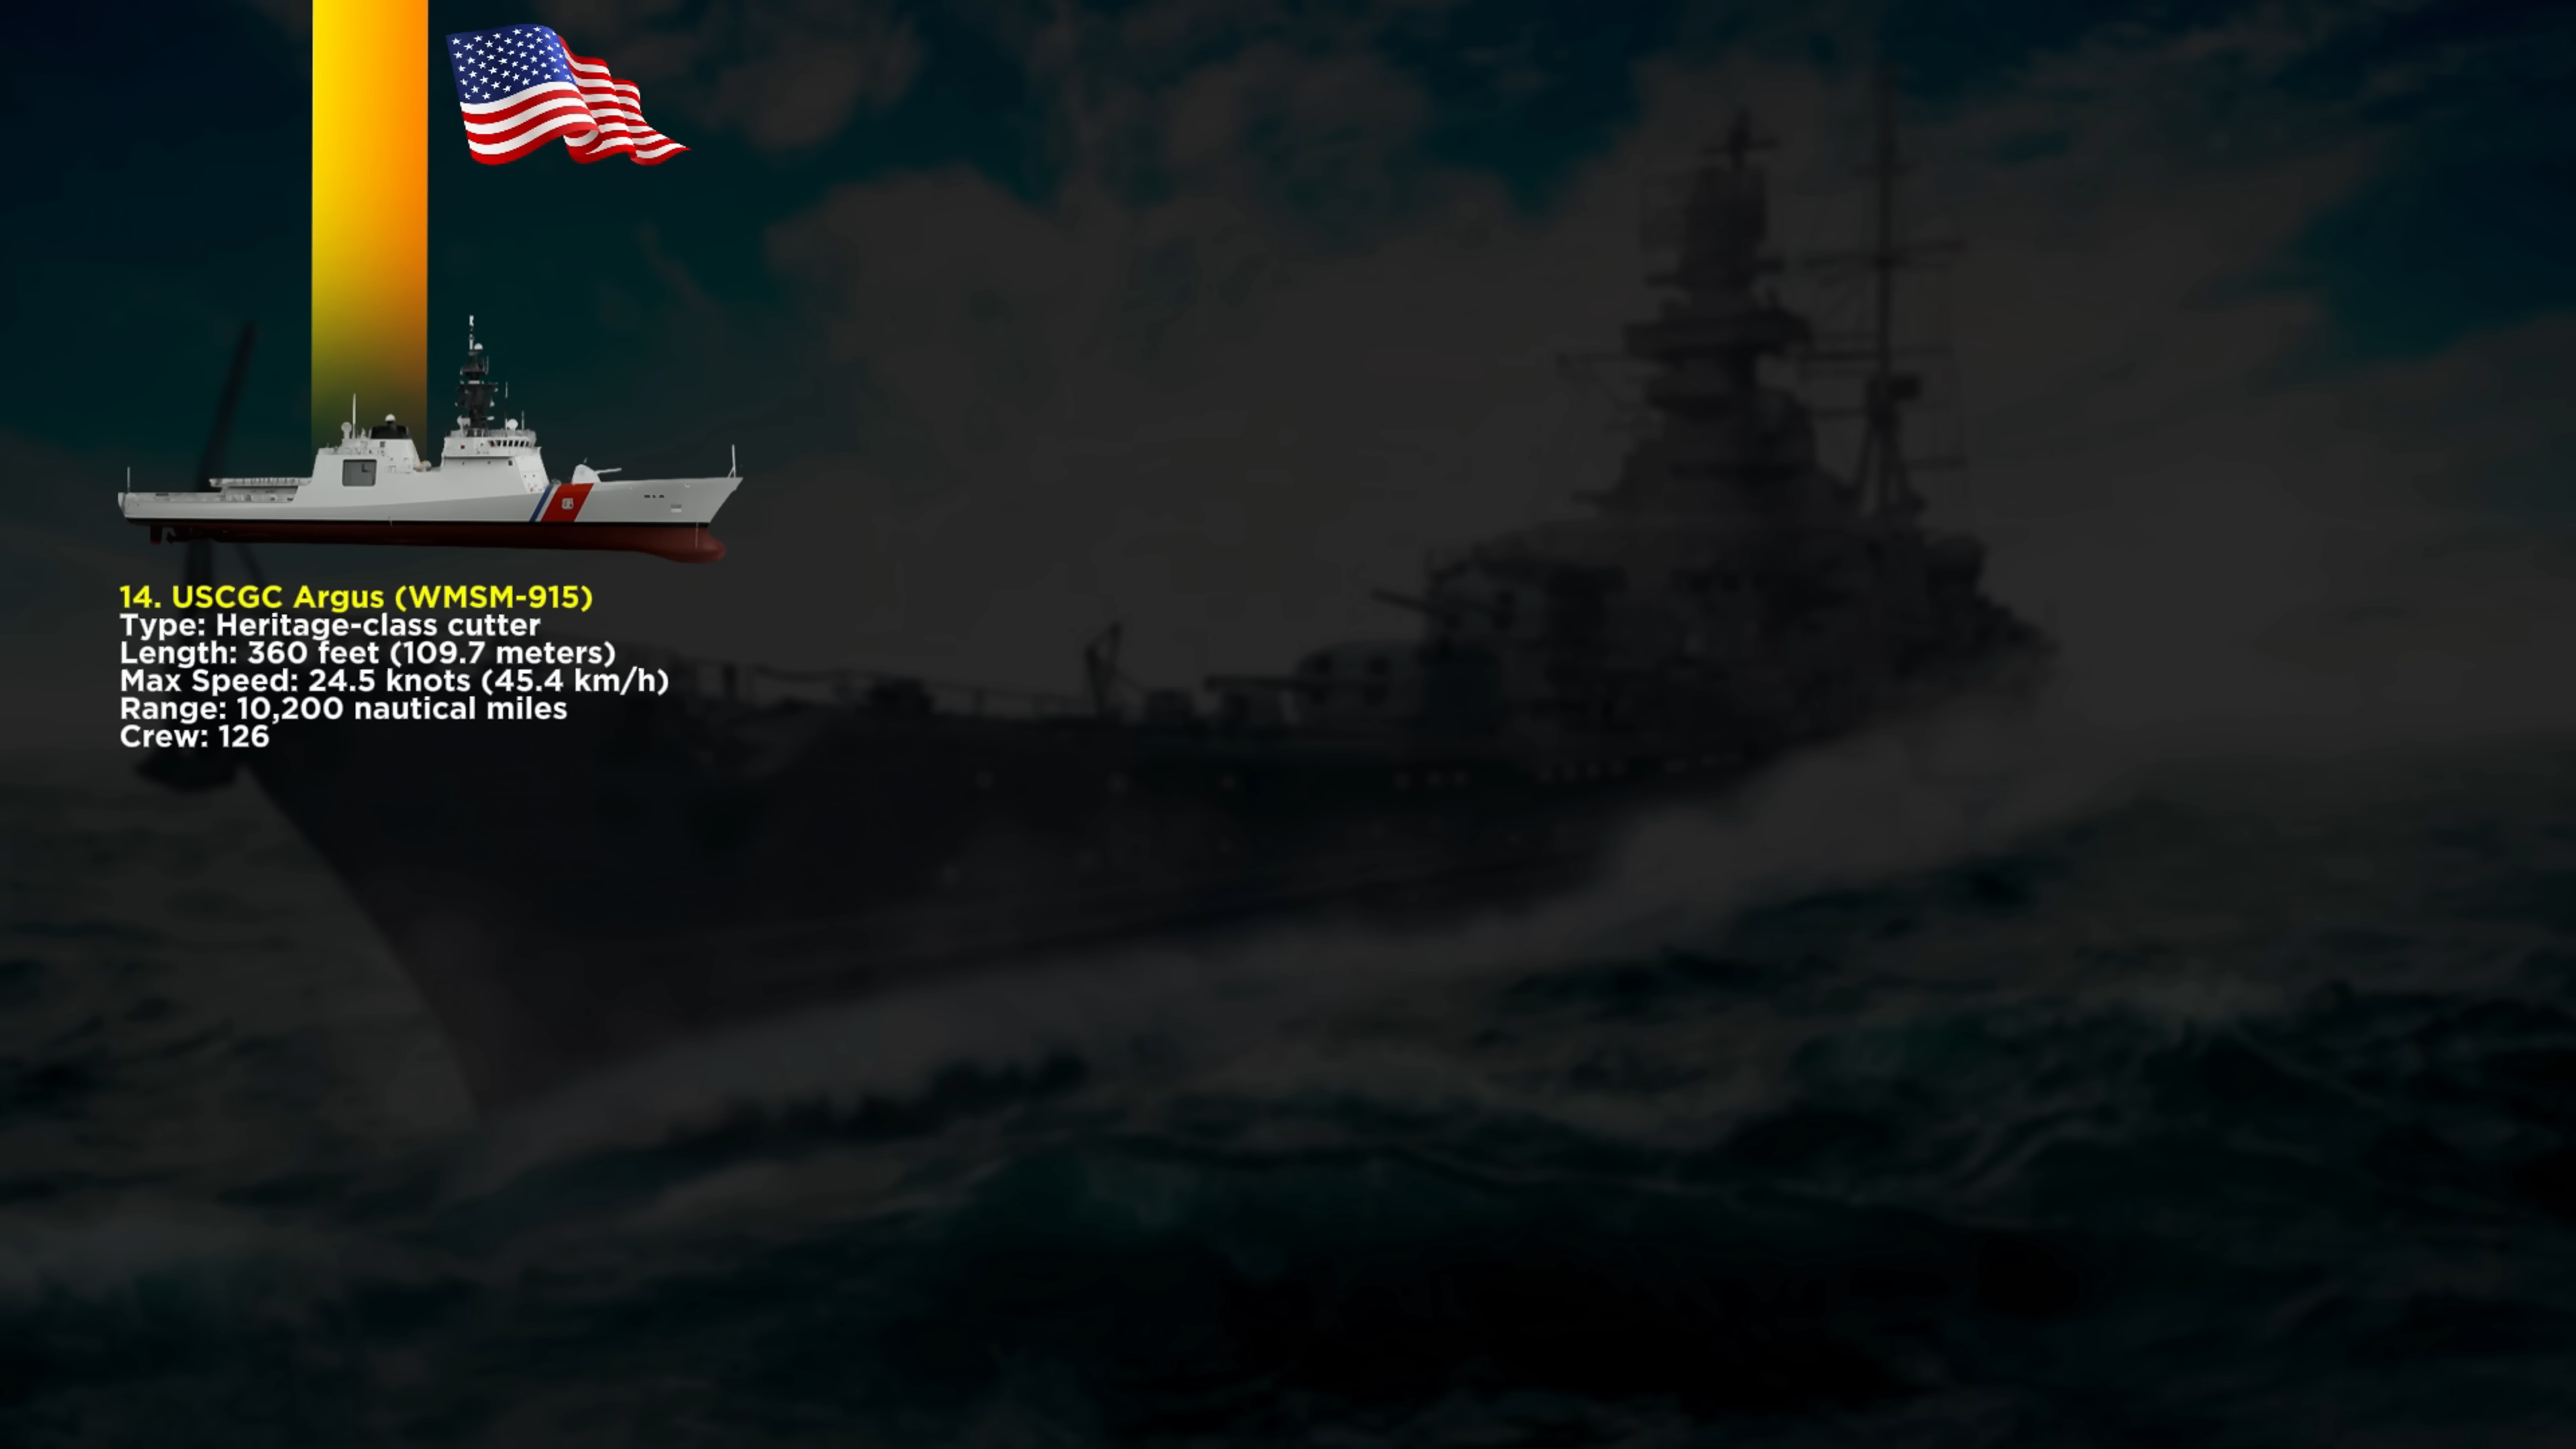 14. USCGC Argus (WMSM-915)
Type: Heritage-class cutter
Length: 360 feet (109.7 meters)
Max Speed: 24.5 knots (45.4 km/h)
Range: 10,200 nautical miles
Crew: 126